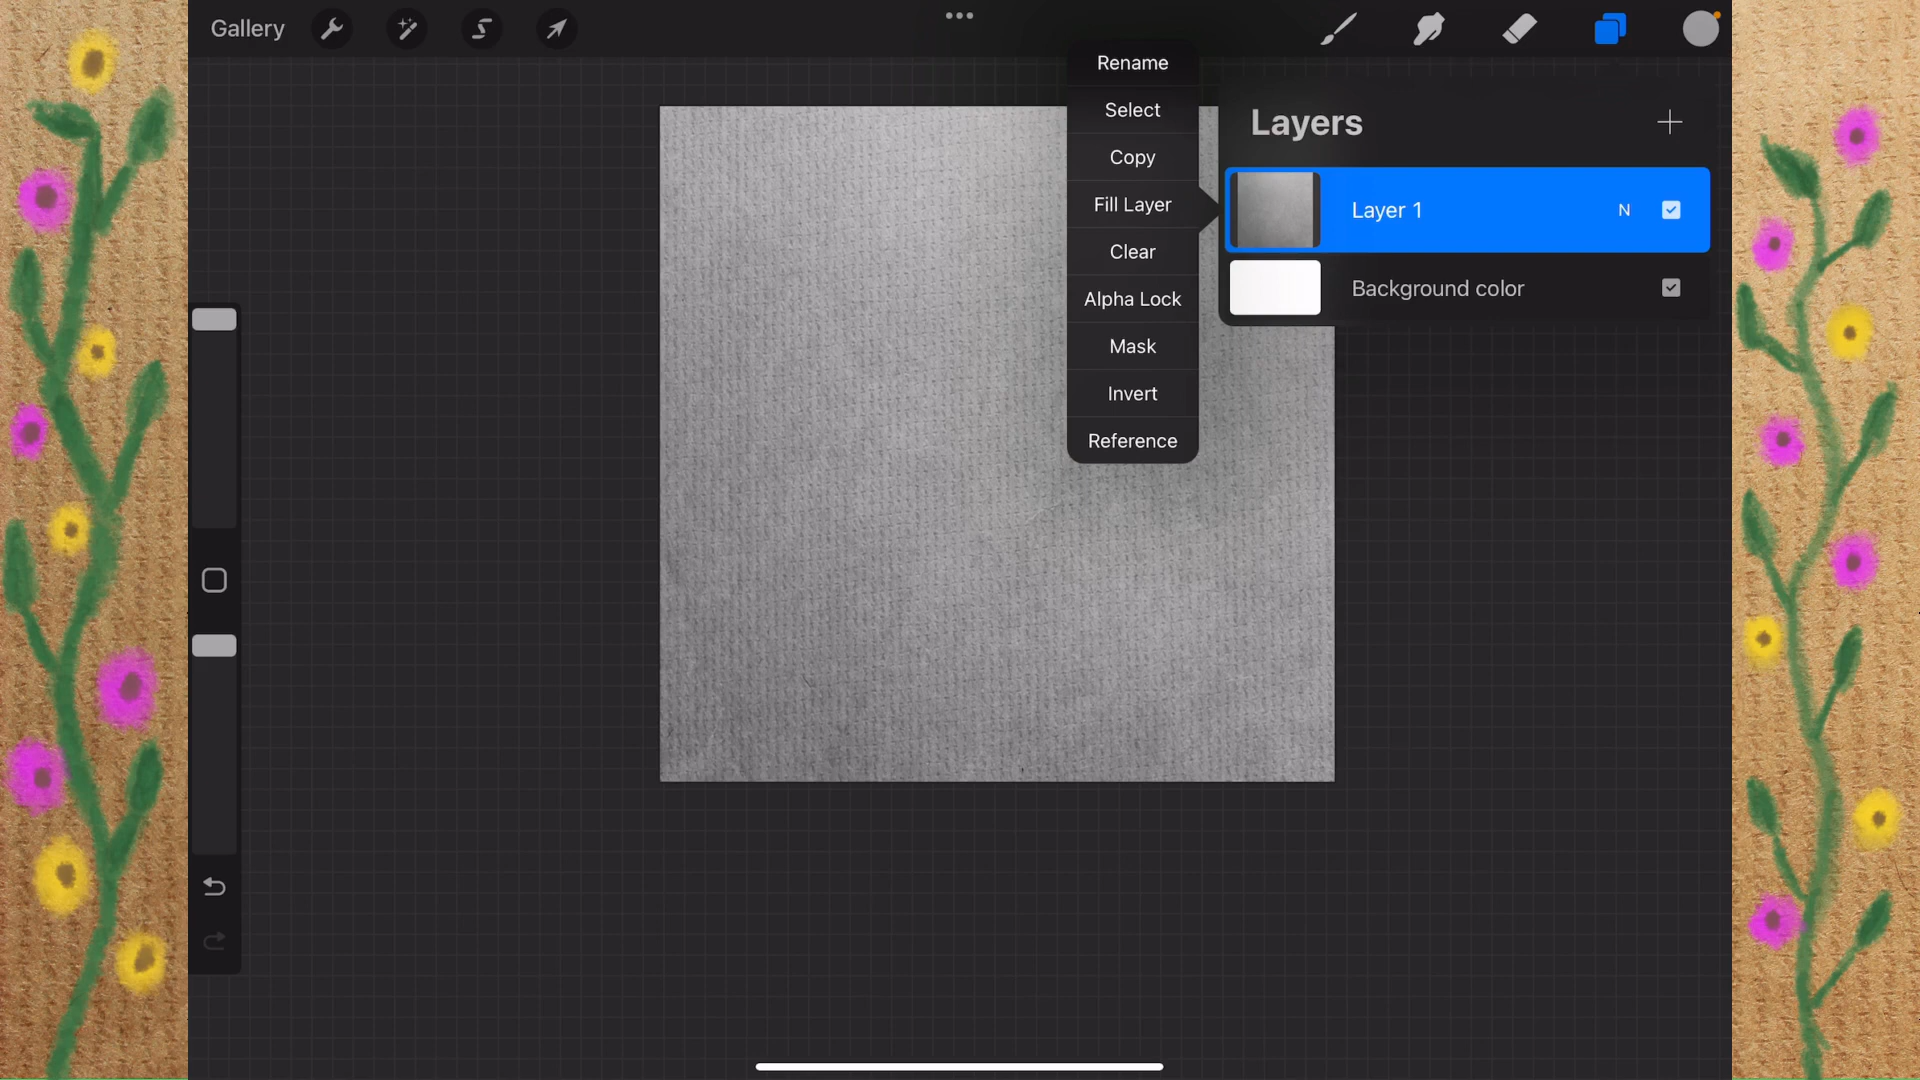 Gallery
Rename
Select
Copy
Fill Layer
Clear
Alpha Lock
Mask
Invert
Reference
Layers
Layer 1 N
Background color